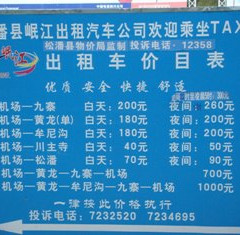 潘县岷江出租汽车公司欢迎乘坐TAX
松潘县物价局监制 投诉电话-12358
岷江
出租车价目表
优质 安全 快捷 舒适
机场—九寨 白天:200元 夜间:260元
机场—黄龙(单) 白天:180元 夜间:200元
机场—牟尼沟 白天:180元 夜间:200元
机场—川主寺 白天:40元 夜间:50元
机场— 白天:70元 夜间:90元
机场—黄龙—九寨—机场 700元
机场—黄龙—牟尼沟—九寨—机场 1000元
一律按此价格执行
投诉电话:7232520 7234695